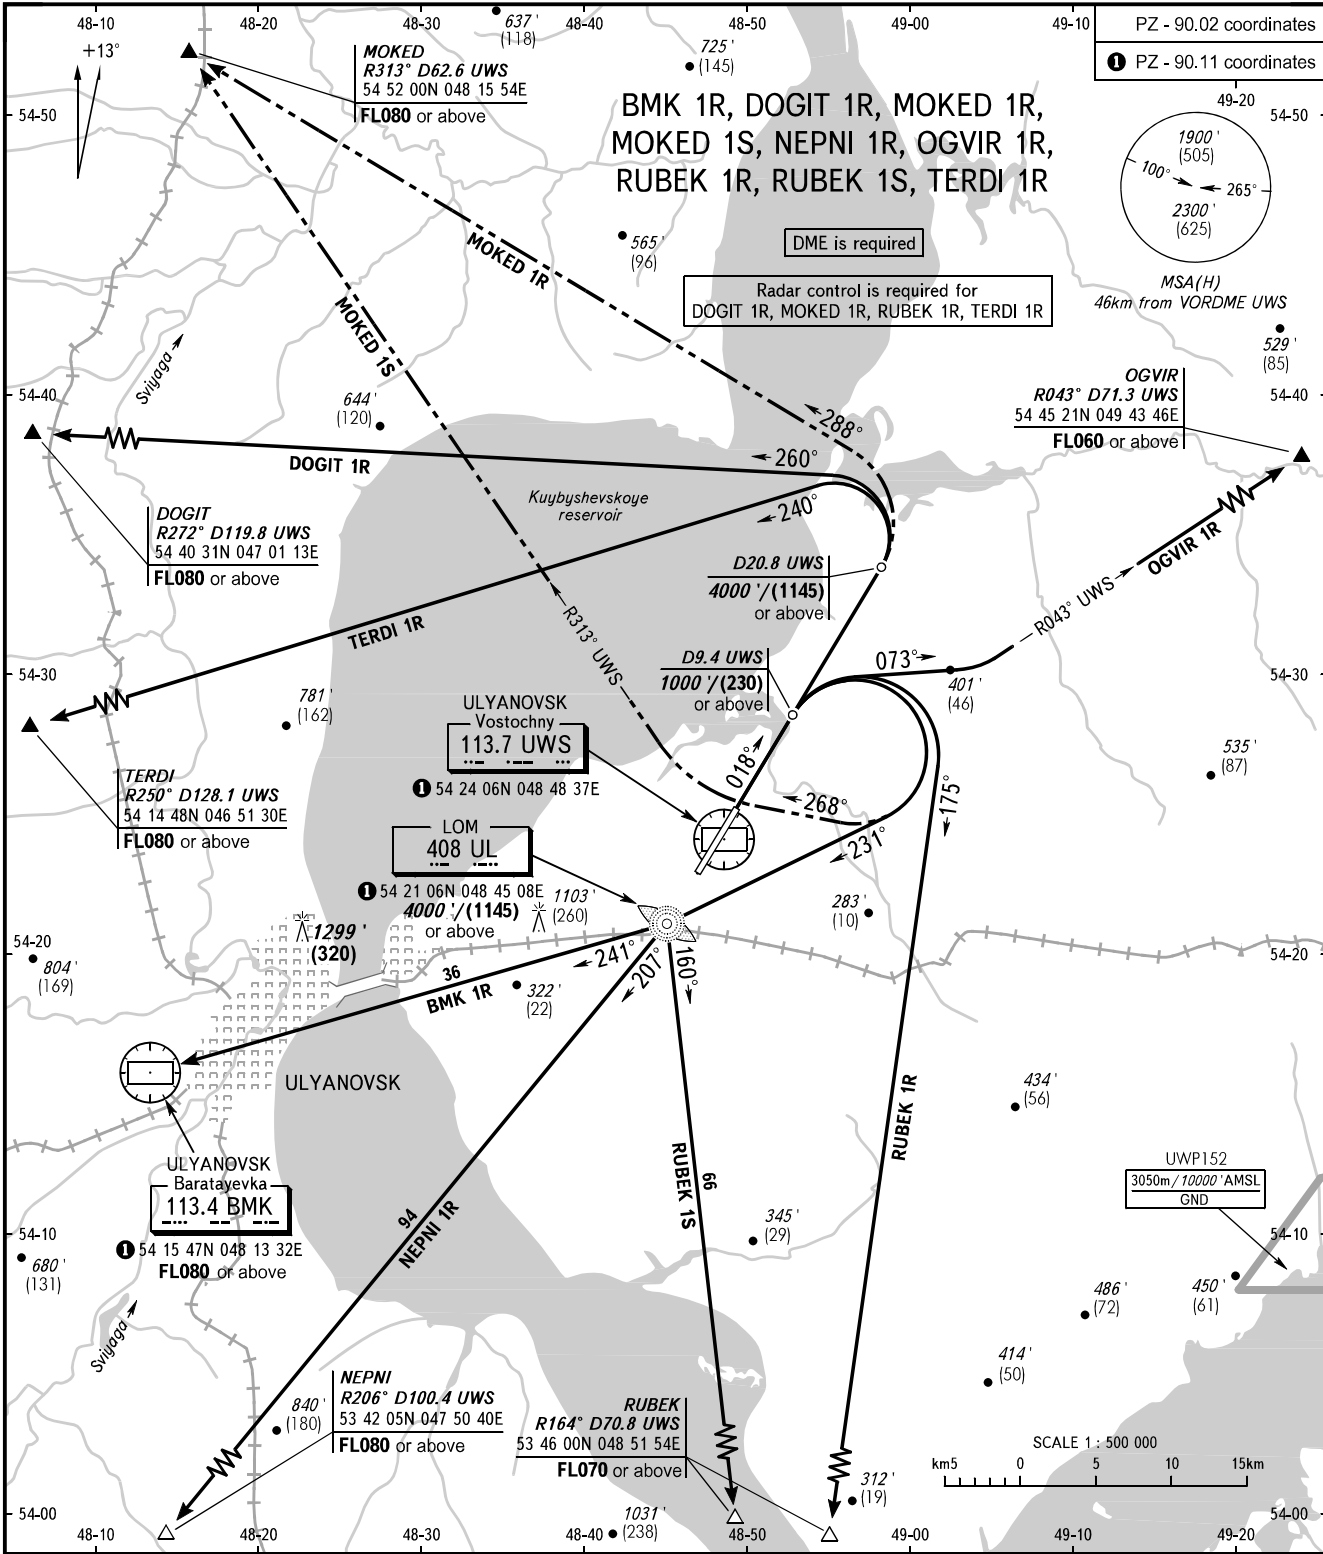 48-10
48-20
48-30
48-40
48-50
49-00
49-10
PZ - 90.02 coordinates
❶ PZ - 90.11 coordinates
+13°
637'
(118)
725'
(145)
MOKED
R313° D62.6 UWS
54 52 00N 048 15 54E
FL080 or above
54-50
49-20
54-50
BMK 1R, DOGIT 1R, MOKED 1R,
MOKED 1S, NEPNI 1R, OGVIR 1R,
RUBEK 1R, RUBEK 1S, TERDI 1R
1900'
(505)
100°
265°
2300'
(625)
MSA(H)
46km from VORDME UWS
565'
(96)
DME is required
Radar control is required for
DOGIT 1R, MOKED 1R, RUBEK 1R, TERDI 1R
MOKED 1R
MOKED 1S
Sviyaga
529'
(85)
54-40
644'
(120)
54-40
OGVIR
R043° D71.3 UWS
54 45 21N 049 43 46E
FL060 or above
288°
260°
DOGIT 1R
240°
Kuybyshevskoye
reservoir
DOGIT
R272° D119.8 UWS
54 40 31N 047 01 13E
FL080 or above
D20.8 UWS
4000'/(1145)
or above
OGVIR 1R
R043° UWS
TERDI 1R
R313° UWS
54-30
D9.4 UWS
1000'/(230)
or above
073°
401'
(46)
54-30
781'
(162)
ULYANOVSK
Vostochny
113.7 UWS
❶ 54 24 06N 048 48 37E
018°
535'
(87)
TERDI
R250° D128.1 UWS
54 14 48N 046 51 30E
FL080 or above
268°
175°
231°
LOM
408 UL
❶ 54 21 06N 048 45 08E
4000'/(1145)
or above
1103'
(260)
283'
(10)
1299'
(320)
54-20
804'
(169)
241°
207°
160°
54-20
36
BMK 1R
322'
(22)
ULYANOVSK
434'
(56)
RUBEK 1R
RUBEK 1S
66
ULYANOVSK
Baratayevka
113.4 BMK
❶ 54 15 47N 048 13 32E
FL080 or above
UWP152
3050m/10000'AMSL
GND
94
NEPNI 1R
345'
(29)
54-10
54-10
680'
(131)
450'
(61)
486'
(72)
Sviyaga
414'
(50)
840'
(180)
NEPNI
R206° D100.4 UWS
53 42 05N 047 50 40E
FL080 or above
RUBEK
R164° D70.8 UWS
53 46 00N 048 51 54E
FL070 or above
SCALE 1 : 500 000
km5
0
5
10
15km
312'
(19)
1031'
(238)
54-00
54-00
48-10
48-20
48-30
48-40
48-50
49-00
49-10
49-20